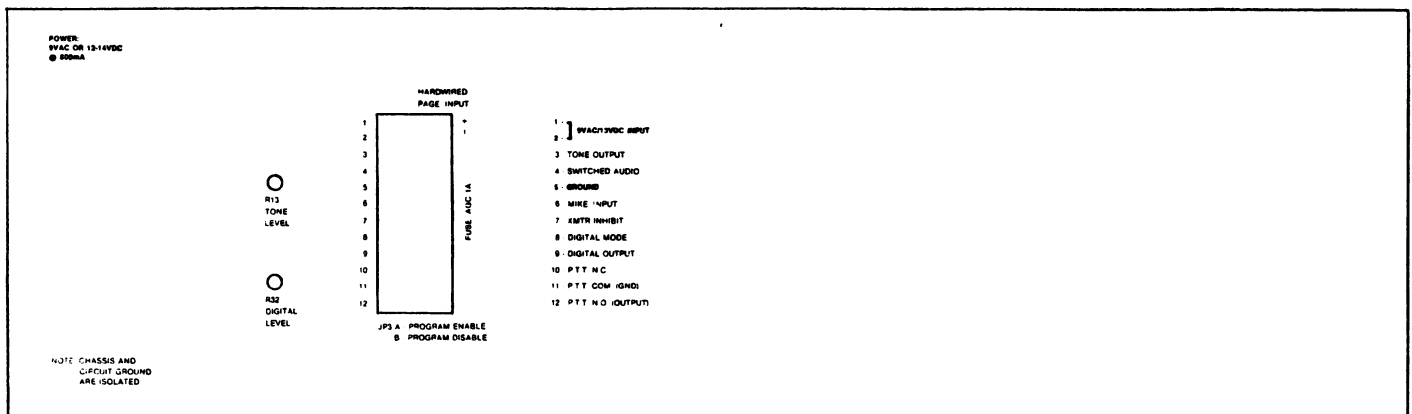 POWER:
9VAC OR 12-14VDC
@ 500mA
HARDWIRED
PAGE INPUT
+
-
1
2
3
4
5
6
7
8
9
10
11
12
FUSE AGC 1A
R13
TONE
LEVEL
R32
DIGITAL
LEVEL
JP3 A PROGRAM ENABLE
B PROGRAM DISABLE
1
2
9VAC/13VDC INPUT
3 TONE OUTPUT
4 SWITCHED AUDIO
5 GROUND
6 MIKE INPUT
7 XMTR INHIBIT
8 DIGITAL MODE
9 DIGITAL OUTPUT
10 PTT NC
11 PTT COM (GND)
12 PTT NO (OUTPUT)
NOTE CHASSIS AND
CIRCUIT GROUND
ARE ISOLATED